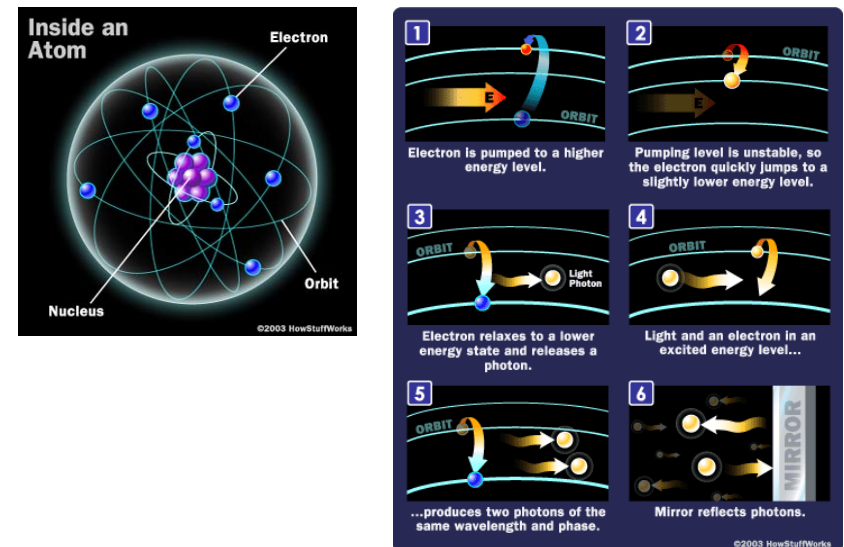 Inside an
Atom
Electron
Orbit
Nucleus
©2003 HowStuffWorks
1
E
ORBIT
Electron is pumped to a higher
energy level.
2
ORBIT
E
Pumping level is unstable, so
the electron quickly jumps to a
slightly lower energy level.
3
ORBIT
Light
Photon
Electron relaxes to a lower
energy state and releases a
photon.
4
ORBIT
Light and an electron in an
excited energy level...
5
ORBIT
...produces two photons of the
same wavelength and phase.
6
MIRROR
Mirror reflects photons.
©2003 HowStuffWorks